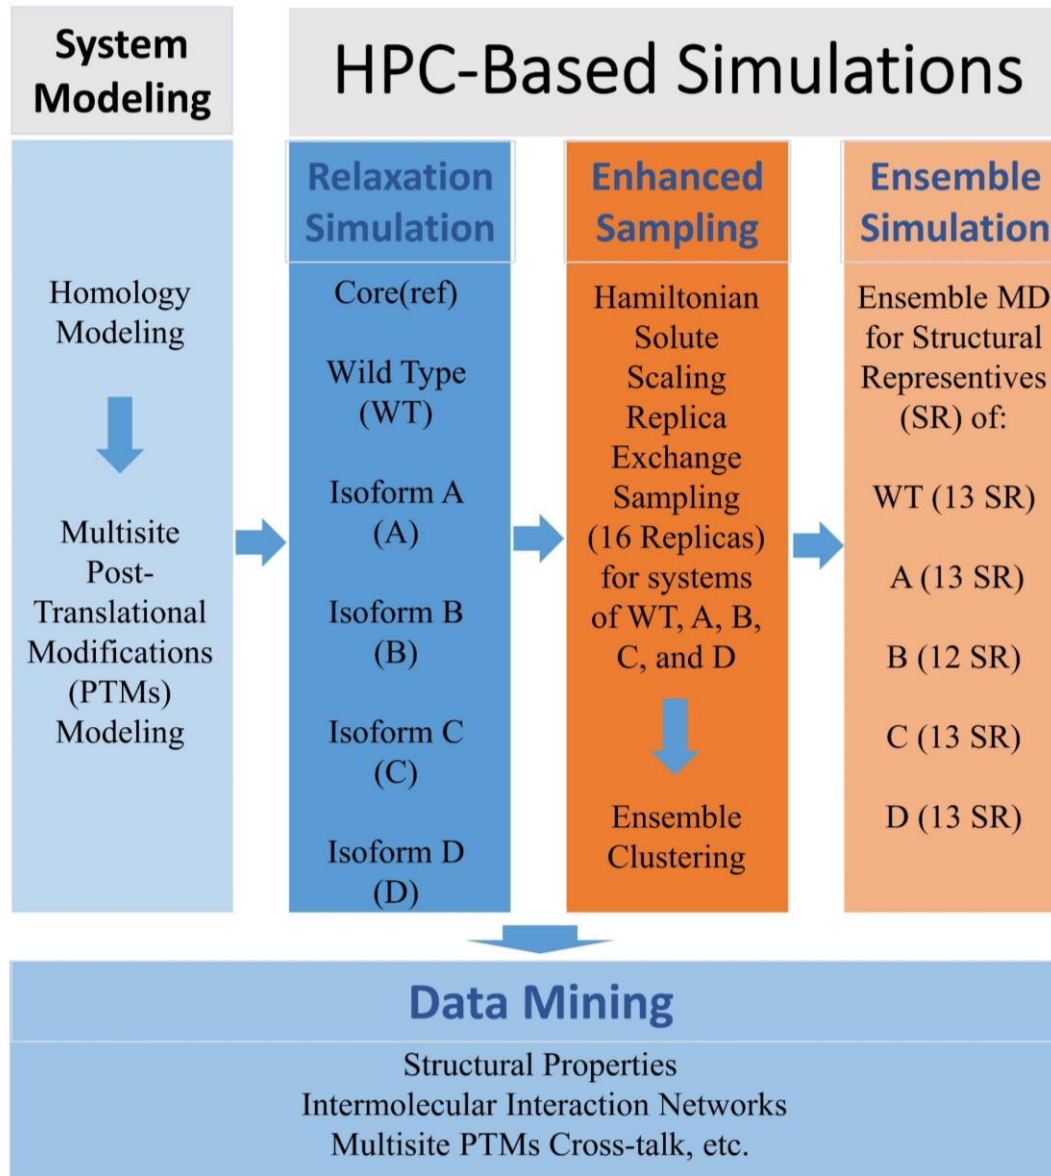 System
Modeling
HPC-Based Simulations
Homology
Modeling
Multisite
Post-
Translational
Modifications
(PTMs)
Modeling
Relaxation
Simulation
Core(ref)
Wild Type
(WT)
Isoform A
(A)
Isoform B
(B)
Isoform C
(C)
Isoform D
(D)
Enhanced
Sampling
Hamiltonian
Solute
Scaling
Replica
Exchange
Sampling
(16 Replicas)
for systems
of WT, A, B,
C, and D
Ensemble
Clustering
Ensemble
Simulation
Ensemble MD
for Structural
Representives
(SR) of:
WT (13 SR)
A (13 SR)
B (12 SR)
C (13 SR)
D (13 SR)
Data Mining
Structural Properties
Intermolecular Interaction Networks
Multisite PTMs Cross-talk, etc.